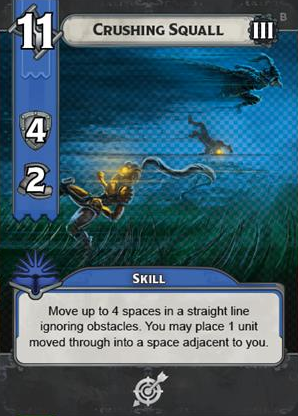 11
CRUSHING SQUALL
III
B
4
2
SKILL
Move up to 4 spaces in a straight line
ignoring obstacles. You may place 1 unit
moved through into a space adjacent to you.